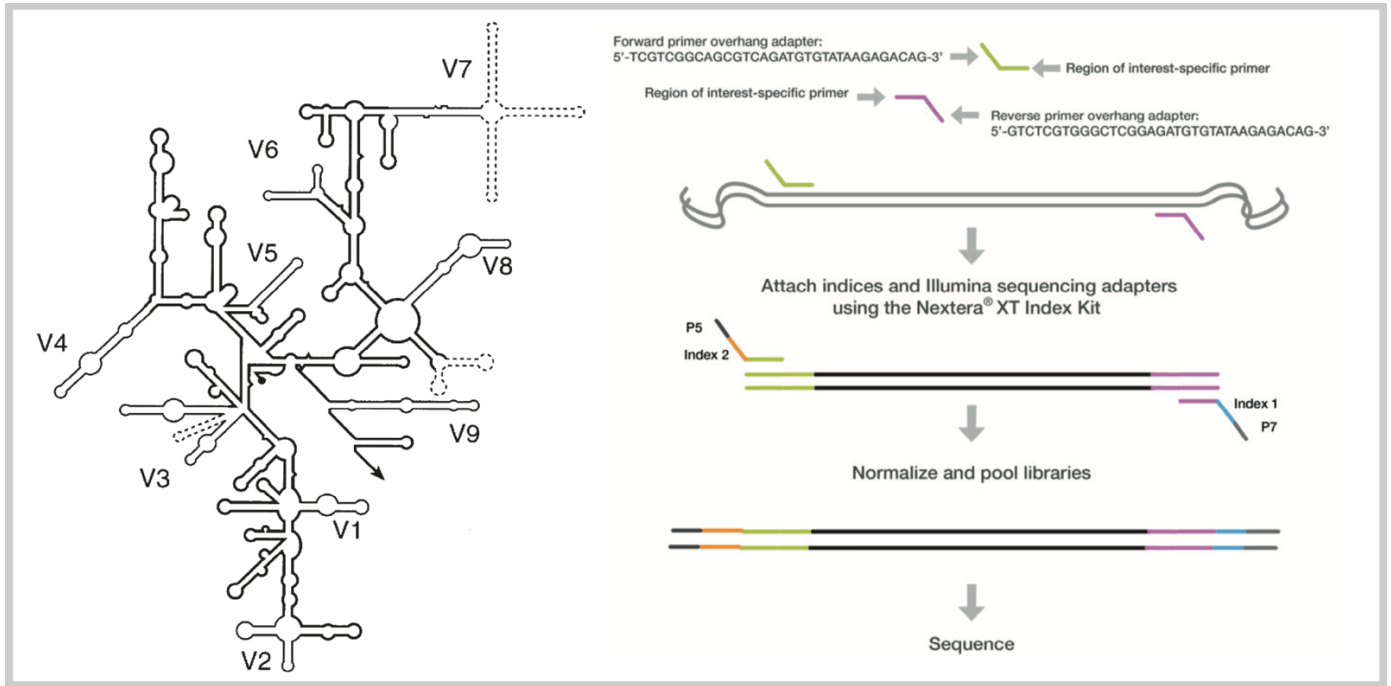 V7
V6
V5
V8
V4
V9
V3
V1
V2
Forward primer overhang adapter:
5’-TCGTCGGCAGCGTCAGATGTGTATAAGAGACAG-3’
Region of interest-specific primer
Region of interest-specific primer
Reverse primer overhang adapter:
5’-GTCTCGTGGGCTCGGAGATGTGTATAAGAGACAG-3’
Attach indices and Illumina sequencing adapters
using the Nextera® XT Index Kit
P5
Index 2
Index 1
P7
Normalize and pool libraries
Sequence